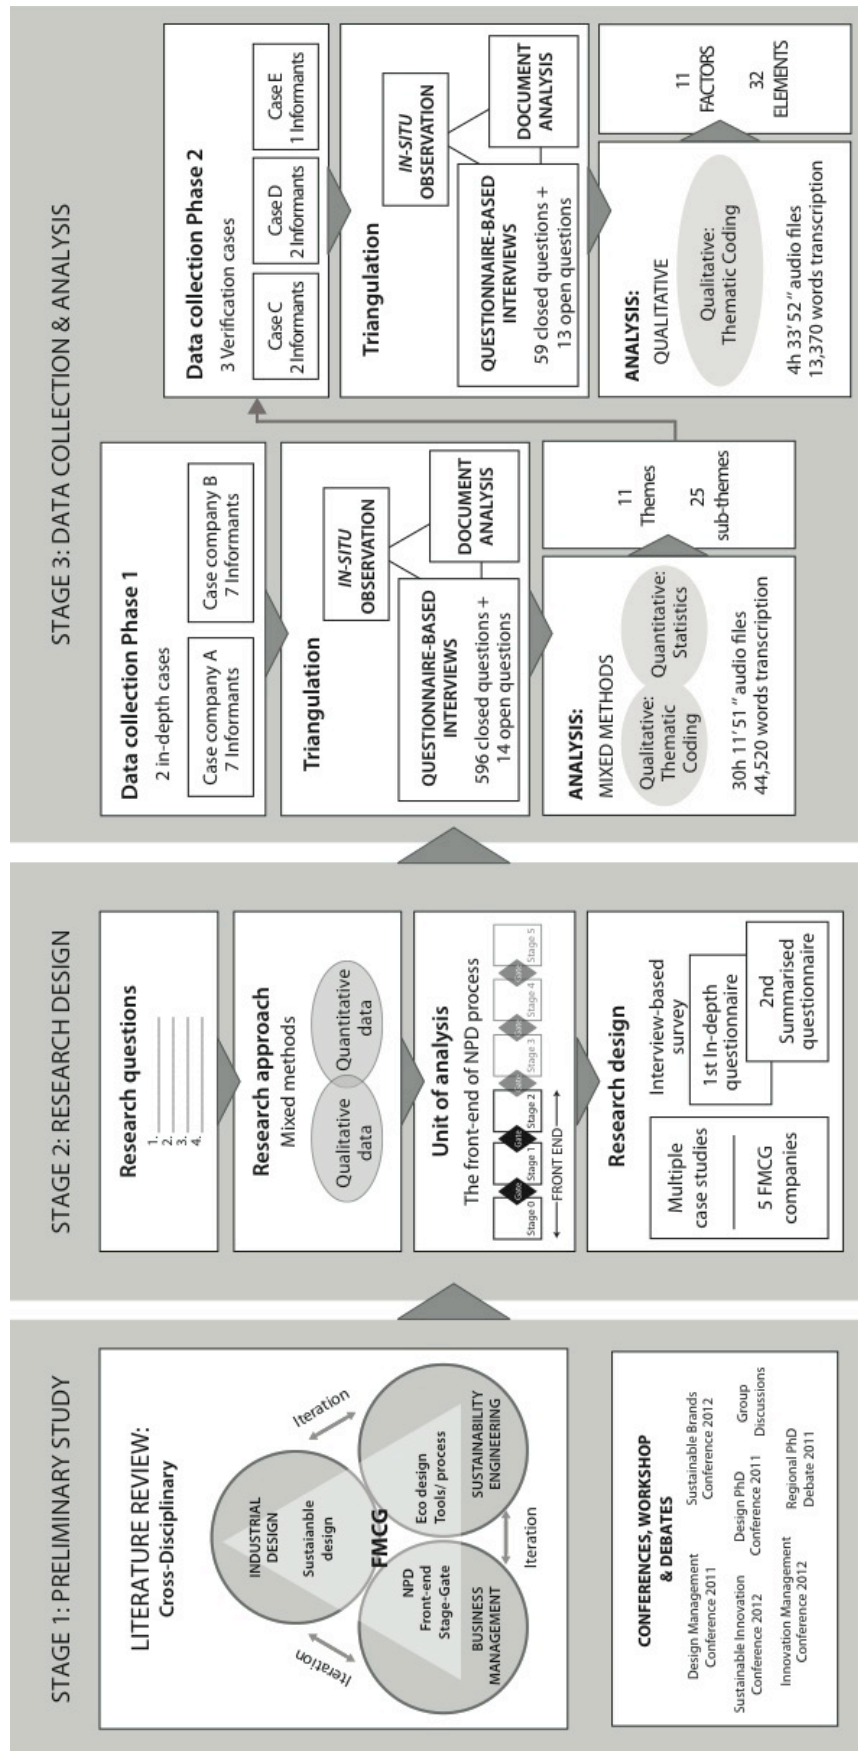 STAGE 1: PRELIMINARY STUDY
LITERATURE REVIEW:
Cross-Disciplinary
INDUSTRIAL
DESIGN
Sustaianble
design
Iteration
Iteration
FMCG
NPD
Front-end
Stage-Gate
BUSINESS
MANAGEMENT
Eco design
Tools/ process
SUSTAINABILITY
ENGINEERING
Iteration
CONFERENCES, WORKSHOP
& DEBATES
Design Management
Conference 2011
Sustainable Brands
Conference 2012
Sustainable Innovation
Conference 2012
Design PhD
Conference 2011
Group
Discussions
Innovation Management
Conference 2012
Regional PhD
Debate 2011
STAGE 2: RESEARCH DESIGN
Research questions
1.
2.
3.
4.
Research approach
Mixed methods
Qualitative
data
Quantitative
data
Unit of analysis
The front-end of NPD process
Stage 0
Gate
Stage 1
Gate
Stage 2
Gate
Stage 3
Gate
Stage 4
Gate
Stage 5
FRONT END
Research design
Multiple
case studies
5 FMCG
companies
Interview-based
survey
1st In-depth
questionnaire
2nd
Summarised
questionnaire
STAGE 3: DATA COLLECTION & ANALYSIS
Data collection Phase 1
2 in-depth cases
Case company A
7 Informants
Case company B
7 Informants
Triangulation
IN-SITU
OBSERVATION
QUESTIONNAIRE-BASED
INTERVIEWS
596 closed questions +
14 open questions
DOCUMENT
ANALYSIS
ANALYSIS:
MIXED METHODS
Qualitative:
Thematic
Coding
Quantitative:
Statistics
30h 11' 51" audio files
44,520 words transcription
11
Themes
25
sub-themes
Data collection Phase 2
3 Verification cases
Case C
2 Informants
Case D
2 Informants
Case E
1 Informants
Triangulation
IN-SITU
OBSERVATION
QUESTIONNAIRE-BASED
INTERVIEWS
59 closed questions +
13 open questions
DOCUMENT
ANALYSIS
ANALYSIS:
QUALITATIVE
Qualitative:
Thematic Coding
4h 33' 52" audio files
13,370 words transcription
11
FACTORS
32
ELEMENTS